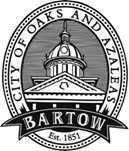 CITY OF OAKS AND AZALEAS
BARTOW
Est. 1851